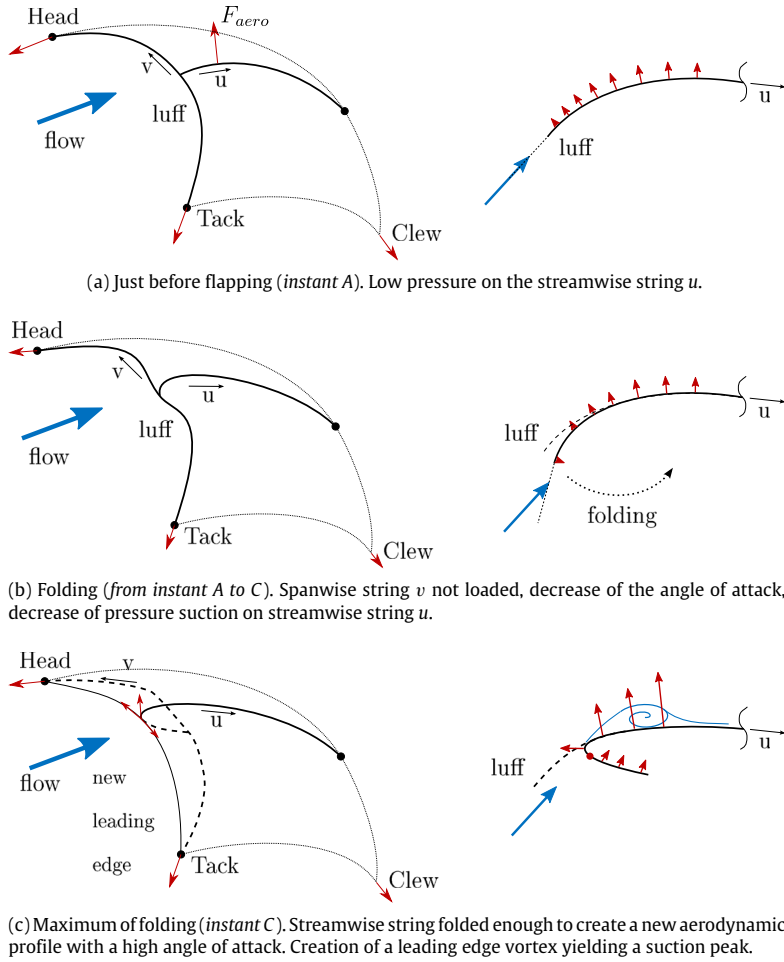 Head
F_aero
v
u
luff
flow
Tack
Clew
luff
u
(a) Just before flapping (instant A). Low pressure on the streamwise string u.
Head
v
u
luff
flow
Tack
Clew
luff
folding
u
(b) Folding (from instant A to C). Spanwise string v not loaded, decrease of the angle of attack,
decrease of pressure suction on streamwise string u.
Head
v
u
flow
new
leading
edge
Tack
Clew
luff
u
(c) Maximum of folding (instant C). Streamwise string folded enough to create a new aerodynamic
profile with a high angle of attack. Creation of a leading edge vortex yielding a suction peak.